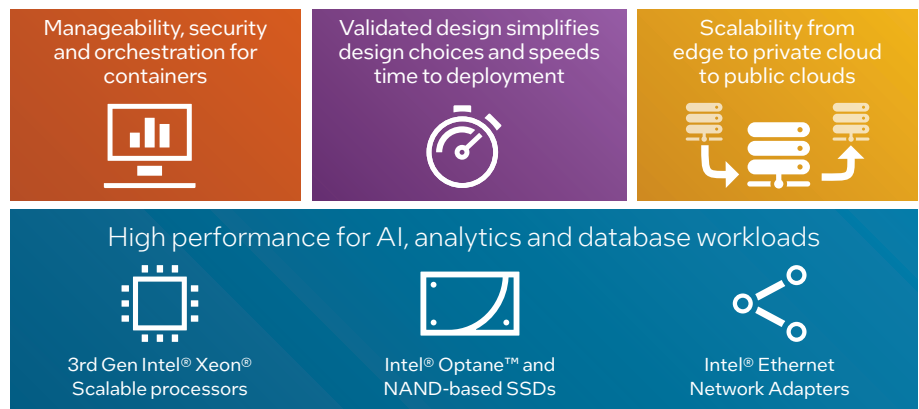 Manageability, security
and orchestration for
containers
Validated design simplifies
design choices and speeds
time to deployment
Scalability from
edge to private cloud
to public clouds
High performance for AI, analytics and database workloads
3rd Gen Intel® Xeon®
Scalable processors
Intel® Optane™ and
NAND-based SSDs
Intel® Ethernet
Network Adapters